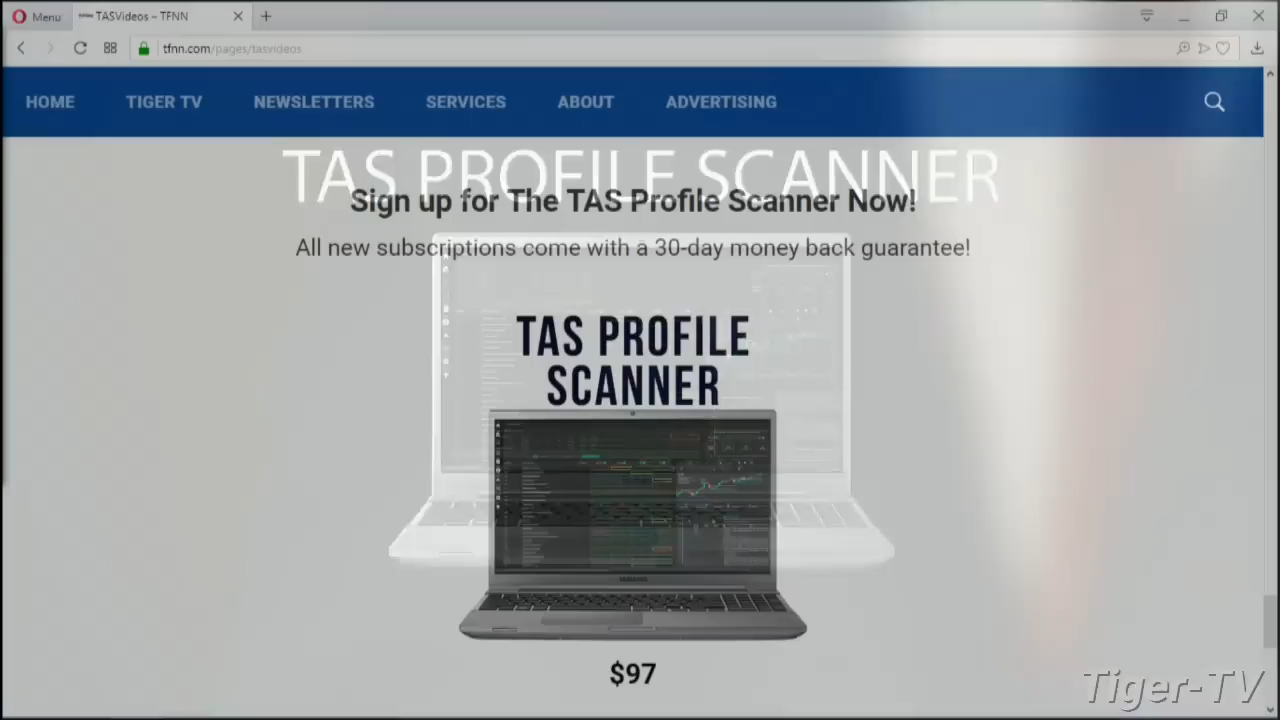 Menu
TASVideos – TFNN
tfnn.com/pages/tasvideos
HOME
TIGER TV
NEWSLETTERS
SERVICES
ABOUT
ADVERTISING
TAS PROFILE SCANNER
Sign up for The TAS Profile Scanner Now!
All new subscriptions come with a 30-day money back guarantee!
TAS PROFILE
SCANNER
SAMSUNG
$97
Tiger-TV